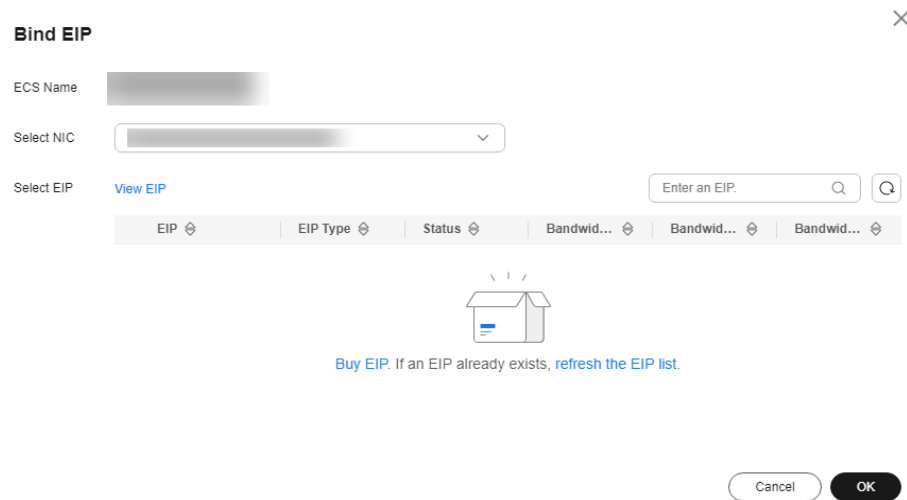 Bind EIP
ECS Name
Select NIC
Select EIP View EIP Enter an EIP.
EIP EIP Type Status Bandwid... Bandwid... Bandwid...
Buy EIP. If an EIP already exists, refresh the EIP list.
Cancel OK